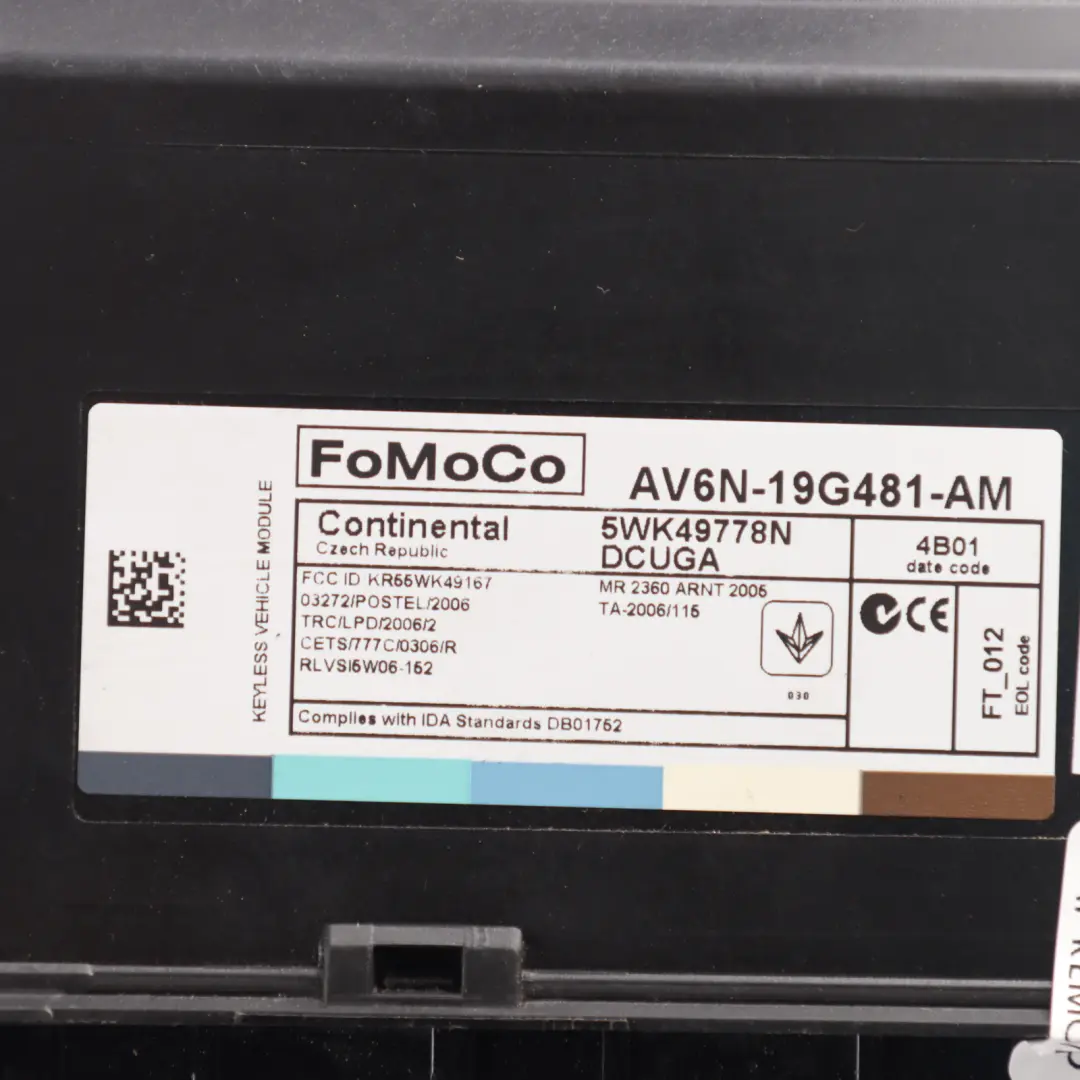 FoMoCo
AV6N-19G481-AM
Continental
Czech Republic
5WK49778N
DCUGA
4B01
date code
FCC ID KR55WK49167
03272/POSTEL/2006
TRC/LPD/2006/2
CETS/777C/0306/R
RLVSI5W06-152
MR 2360 ARNT 2005
TA-2006/115
030
CE
FT_012
EOL code
Complies with IDA Standards DB01752
KEYLESS VEHICLE MODULE